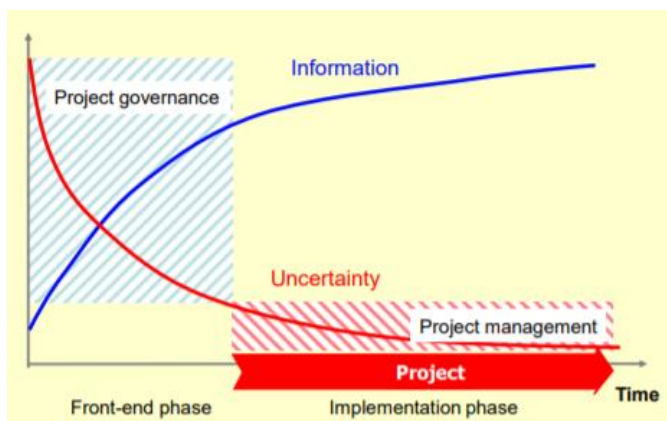 Information
Project governance
Uncertainty
Project management
Project
Time
Front-end phase
Implementation phase